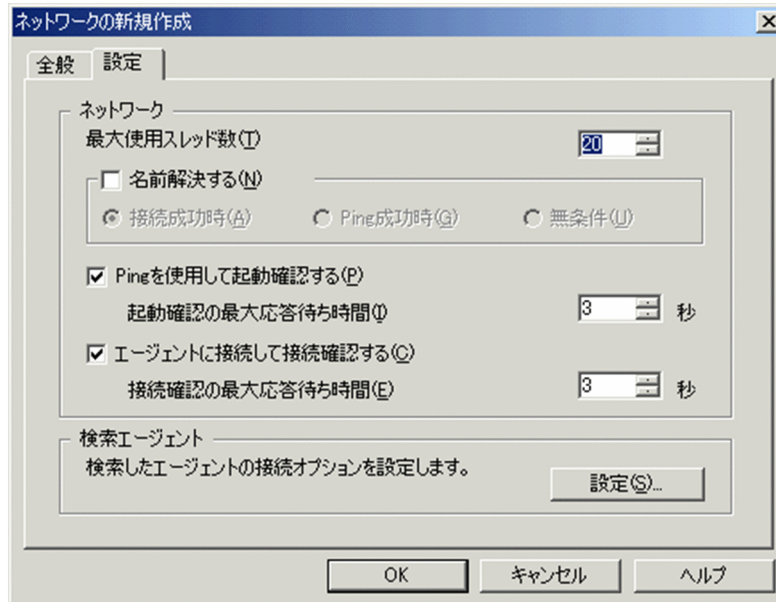 ネットワークの新規作成
全般 設定
ネットワーク
最大使用スレッド数(T) 20
名前解決する(N)
接続成功時(A) Ping成功時(G) 無条件(U)
Pingを使用して起動確認する(P)
起動確認の最大応答待ち時間(I) 3 秒
エージェントに接続して接続確認する(C)
接続確認の最大応答待ち時間(E) 3 秒
検索エージェント
検索したエージェントの接続オプションを設定します。
設定(S)...
OK キャンセル ヘルプ